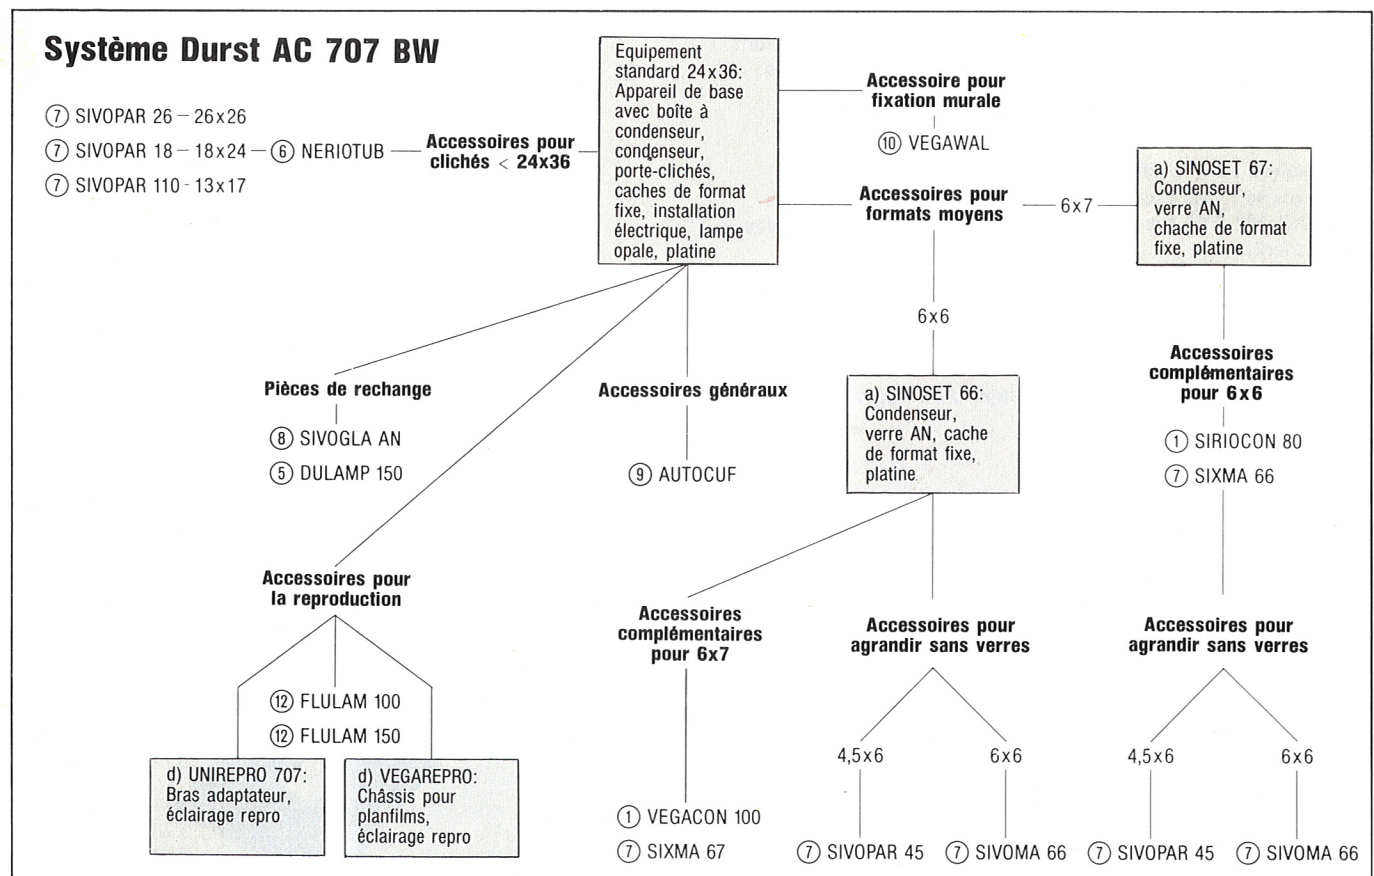 Système Durst AC 707 BW
⑦ SIVOPAR 26 – 26x26
⑦ SIVOPAR 18 – 18x24 – ⑥ NERIOTUB
⑦ SIVOPAR 110 - 13x17
Accessoires pour
clichés < 24x36
Equipement
standard 24x36:
Appareil de base
avec boîte à
condenseur,
condenseur,
porte-clichés,
caches de format
fixe, installation
électrique, lampe
opale, platine
Accessoire pour
fixation murale
⑩ VEGAWAL
Accessoires pour
formats moyens
6x7
a) SINOSET 67:
Condenseur,
verre AN,
chache de format
fixe, platine
6x6
Pièces de rechange
⑧ SIVOGLA AN
⑤ DULAMP 150
Accessoires généraux
⑨ AUTOCUF
a) SINOSET 66:
Condenseur,
verre AN, cache
de format fixe,
platine
Accessoires
complémentaires
pour 6x6
① SIRIOCON 80
⑦ SIXMA 66
Accessoires pour
la reproduction
⑫ FLULAM 100
⑫ FLULAM 150
d) UNIREPRO 707:
Bras adaptateur,
éclairage repro
d) VEGAREPRO:
Châssis pour
planfilms,
éclairage repro
Accessoires
complémentaires
pour 6x7
① VEGACON 100
⑦ SIXMA 67
Accessoires pour
agrandir sans verres
4,5x6
6x6
⑦ SIVOPAR 45
⑦ SIVOMA 66
Accessoires pour
agrandir sans verres
4,5x6
6x6
⑦ SIVOPAR 45
⑦ SIVOMA 66